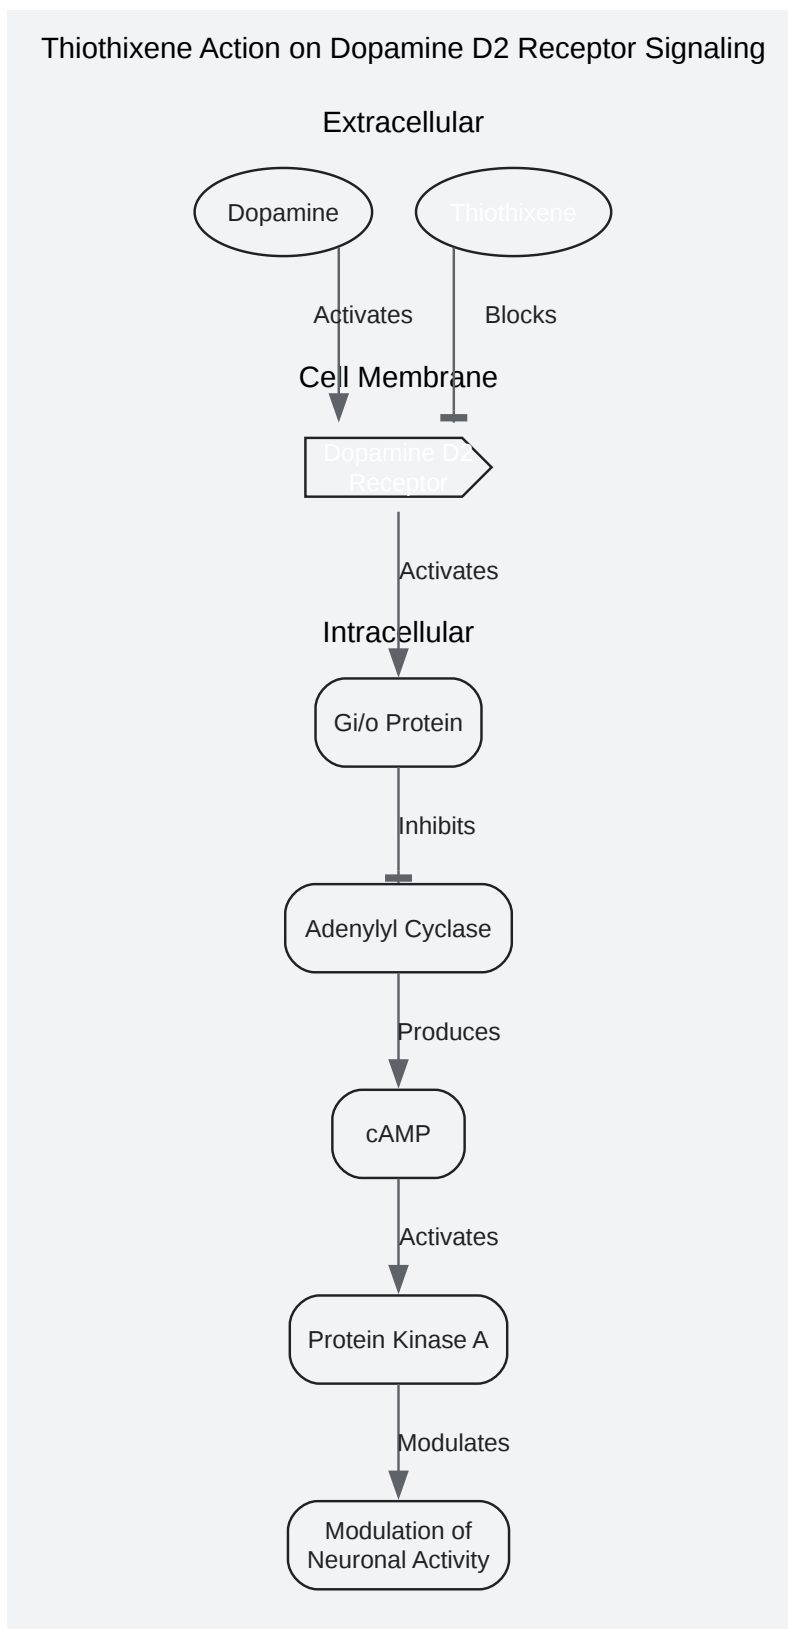 Thiothixene Action on Dopamine D2 Receptor Signaling
Extracellular
Dopamine
Thiothixene
Activates
Blocks
Cell Membrane
Dopamine D2
Receptor
Activates
Intracellular
Gi/o Protein
Inhibits
Adenylyl Cyclase
Produces
cAMP
Activates
Protein Kinase A
Modulates
Modulation of
Neuronal Activity